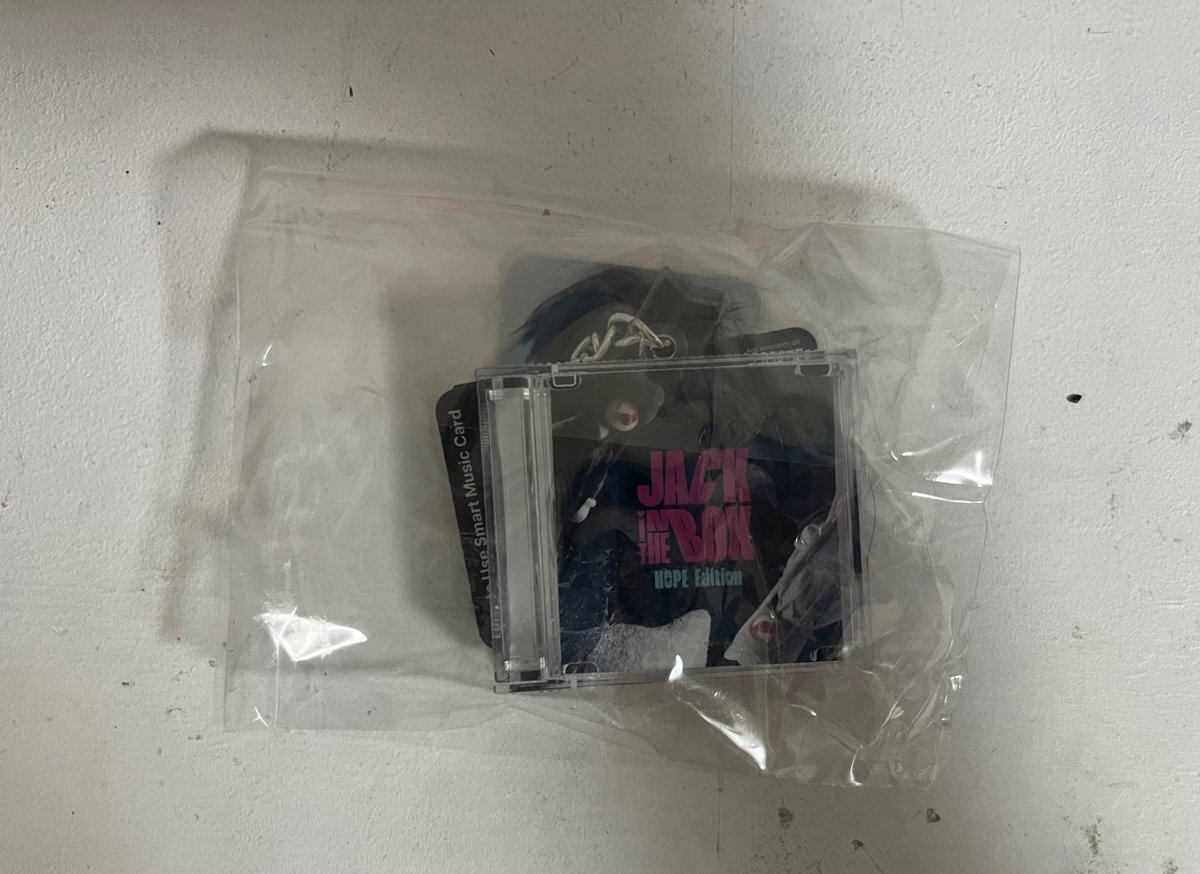 JACK
iN
THE
BOX
HOPE Edition
Use Smart Music Card